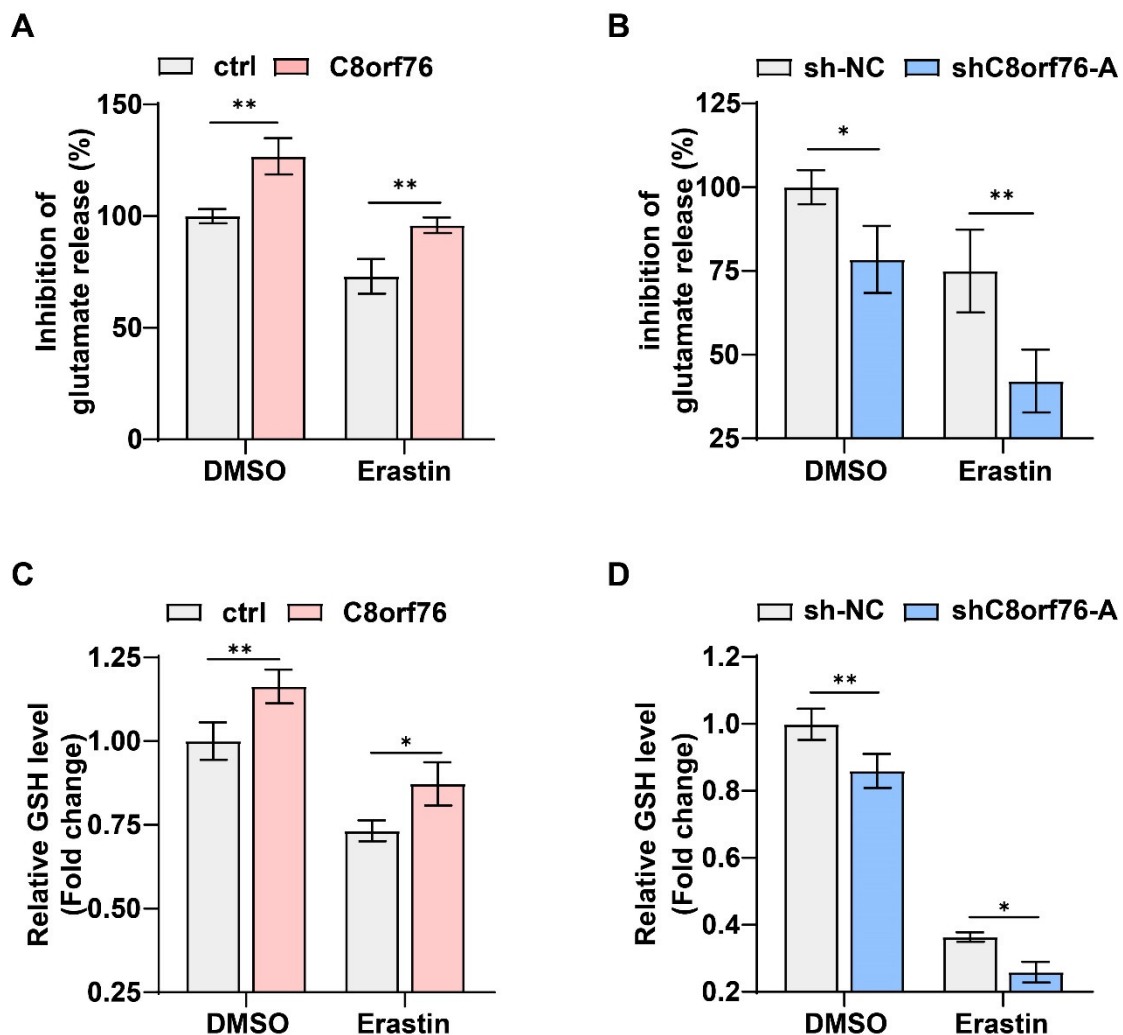 A
ctrl C8orf76
Inhibition of
glutamate release (%)
150
100
50
0
**
**
DMSO Erastin
B
sh-NC shC8orf76-A
inhibition of
glutamate release (%)
125
100
75
50
25
*
**
DMSO Erastin
C
ctrl C8orf76
Relative GSH level
(Fold change)
1.25
1.00
0.75
0.50
0.25
**
*
DMSO Erastin
D
sh-NC shC8orf76-A
Relative GSH level
(Fold change)
1.2
1.0
0.8
0.6
0.4
0.2
**
*
DMSO Erastin